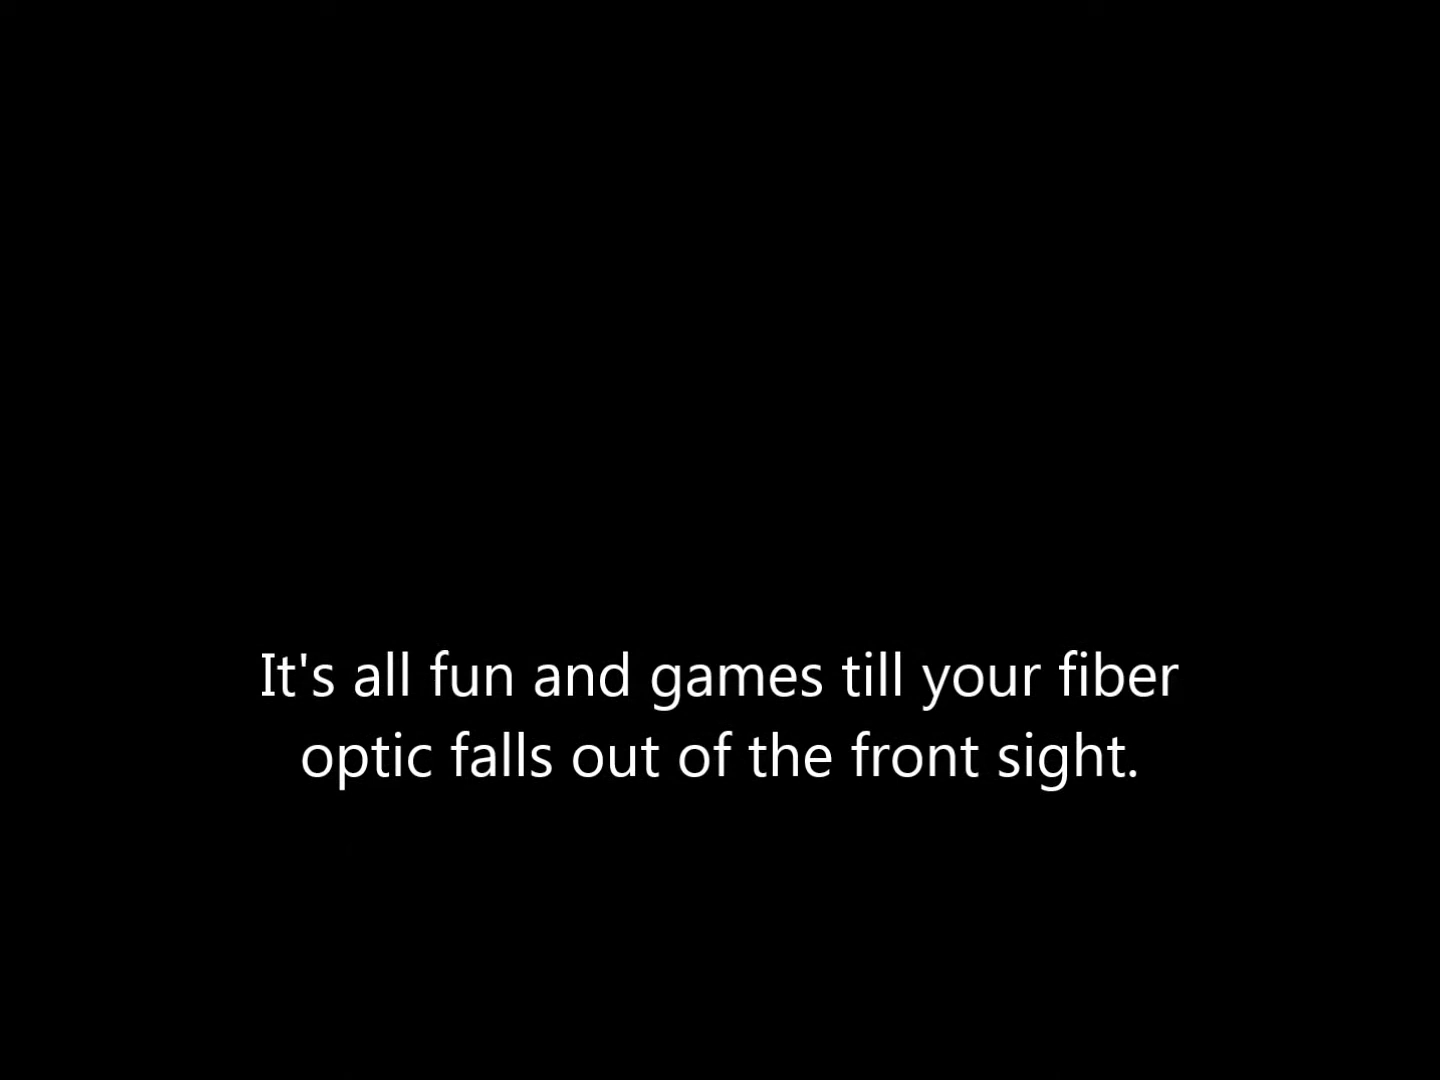 It's all fun and games till your fiber
optic falls out of the front sight.